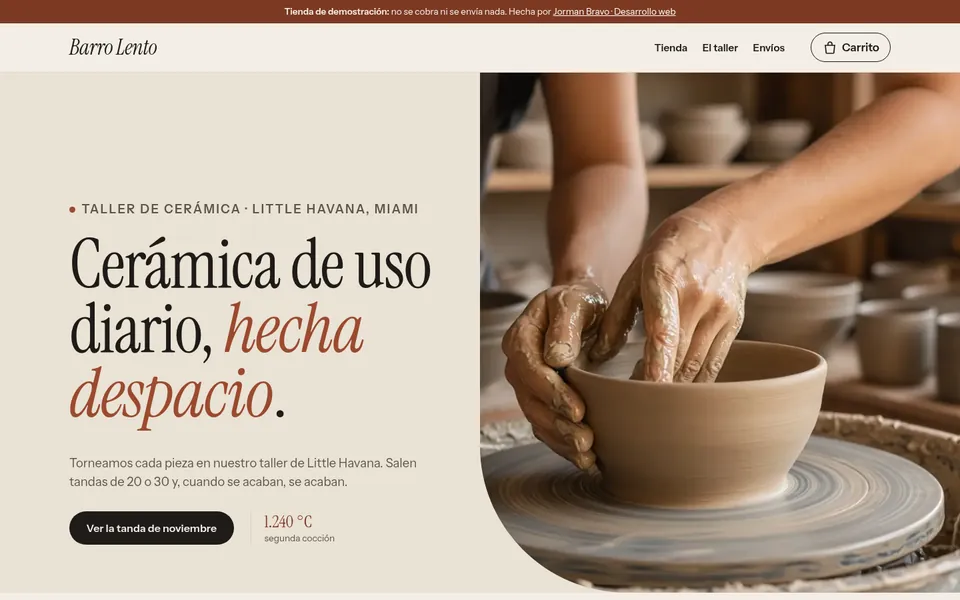 Tienda de demostración: no se cobra ni se envía nada. Hecha por Jorman Bravo · Desarrollo web
Barro Lento
Tienda
El taller
Envíos
Carrito
TALLER DE CERÁMICA · LITTLE HAVANA, MIAMI
Cerámica de uso
diario, hecha
despacio.
Torneamos cada pieza en nuestro taller de Little Havana. Salen
tandas de 20 o 30 y, cuando se acaban, se acaban.
Ver la tanda de noviembre
1.240 °C
segunda cocción